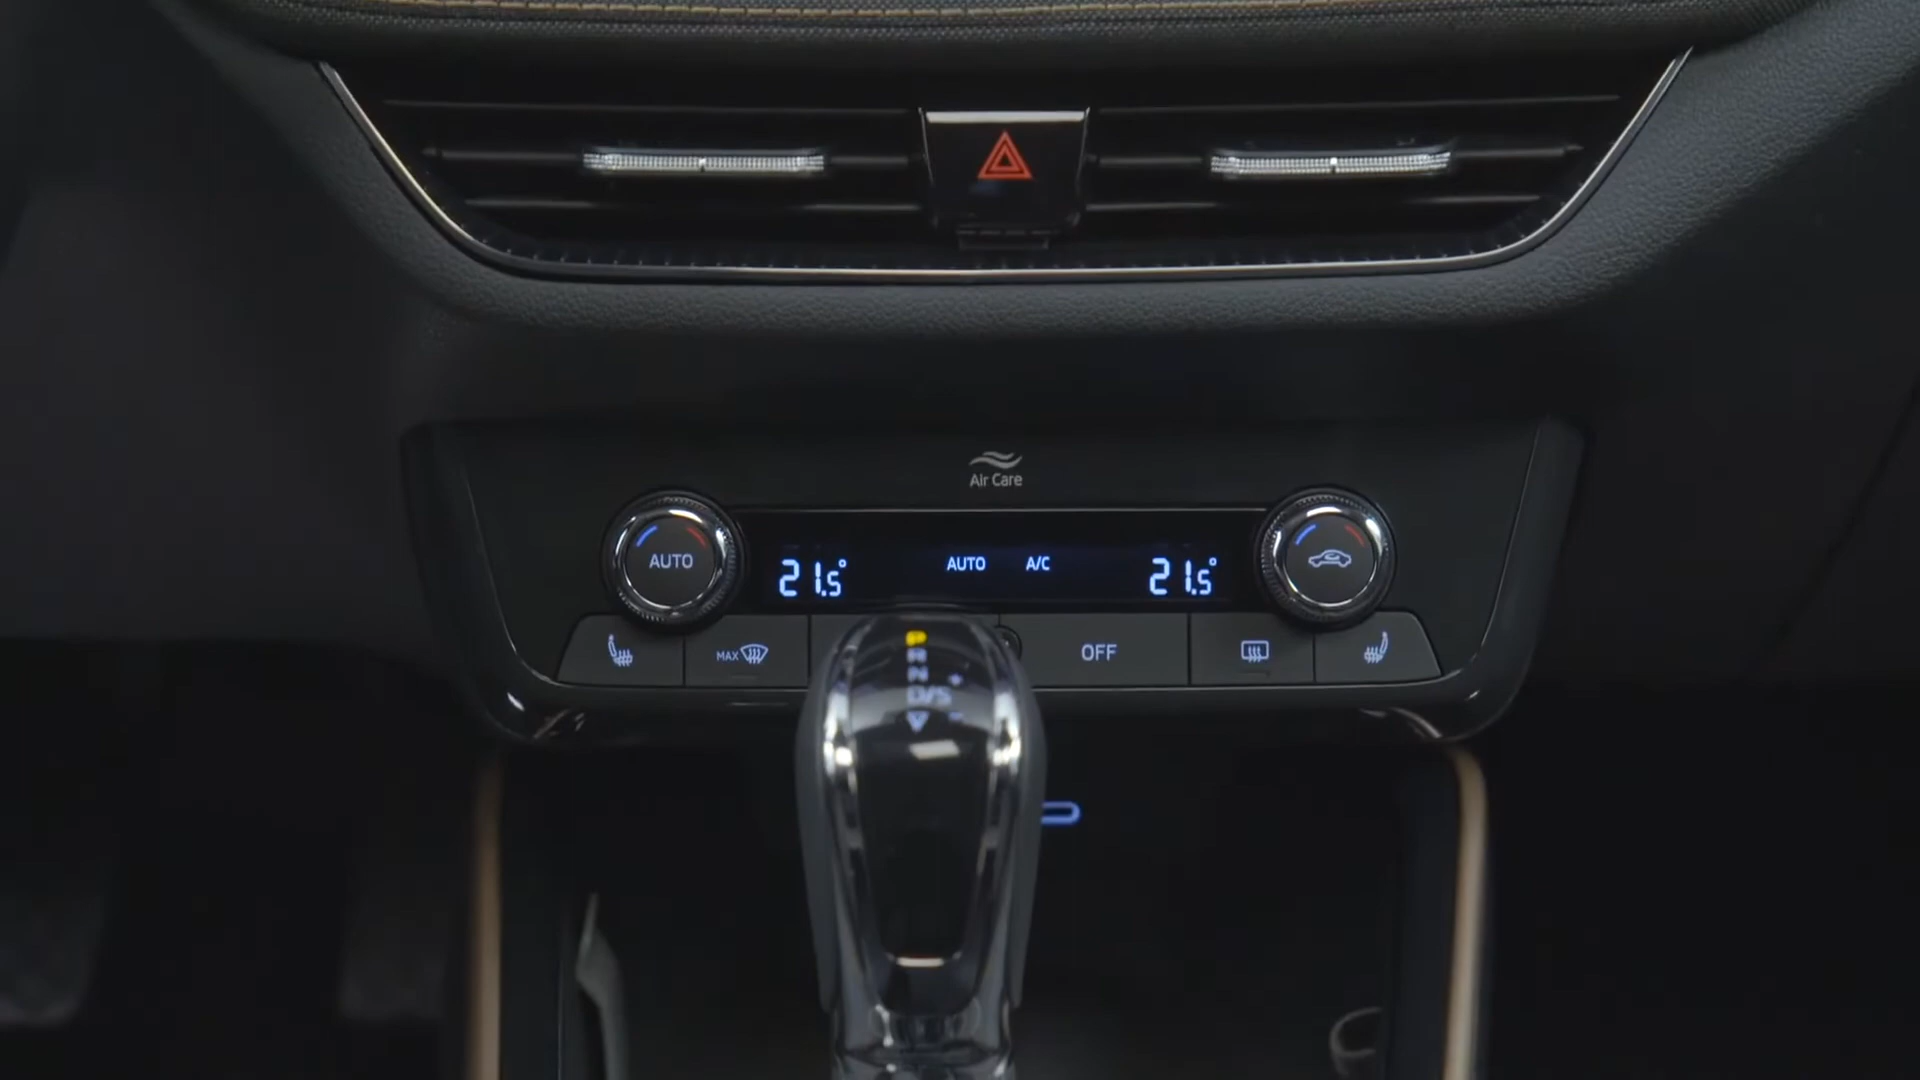 Air Care
AUTO
21.5°
AUTO
A/C
21.5°
MAX
OFF
P
R
N
D/S
+
-